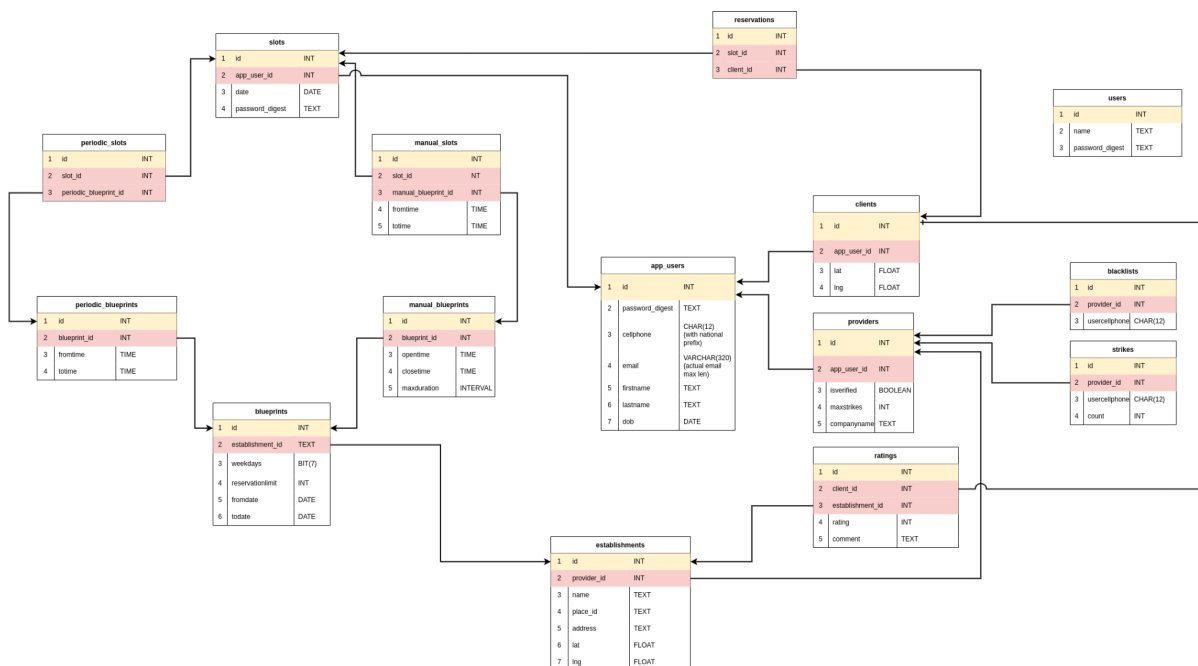 reservations
1 id INT
2 slot_id INT
3 client_id INT
slots
1 id INT
2 app_user_id INT
3 date DATE
4 password_digest TEXT
users
1 id INT
2 name TEXT
3 password_digest TEXT
periodic_slots
1 id INT
2 slot_id INT
3 periodic_blueprint_id INT
manual_slots
1 id INT
2 slot_id NT
3 manual_blueprint_id INT
4 fromtime TIME
5 totime TIME
clients
1 id INT
2 app_user_id INT
3 lat FLOAT
4 lng FLOAT
app_users
1 id INT
2 password_digest TEXT
3 cellphone CHAR(12)
(with national
prefix)
4 email VARCHAR(320)
(actual email
max len)
5 firstname TEXT
6 lastname TEXT
7 dob DATE
blacklists
1 id INT
2 provider_id INT
3 usercellphone CHAR(12)
periodic_blueprints
1 id INT
2 blueprint_id INT
3 fromtime TIME
4 totime TIME
manual_blueprints
1 id INT
2 blueprint_id INT
3 opentime TIME
4 closetime TIME
5 maxduration INTERVAL
providers
1 id INT
2 app_user_id INT
3 isverified BOOLEAN
4 maxstrikes INT
5 companyname TEXT
strikes
1 id INT
2 provider_id INT
3 usercellphone CHAR(12)
4 count INT
blueprints
1 id INT
2 establishment_id TEXT
3 weekdays BIT(7)
4 reservationlimit INT
5 fromdate DATE
6 todate DATE
ratings
1 id INT
2 client_id INT
3 establishment_id INT
4 rating INT
5 comment TEXT
establishments
1 id INT
2 provider_id INT
3 name TEXT
4 place_id TEXT
5 address TEXT
6 lat FLOAT
7 lng FLOAT